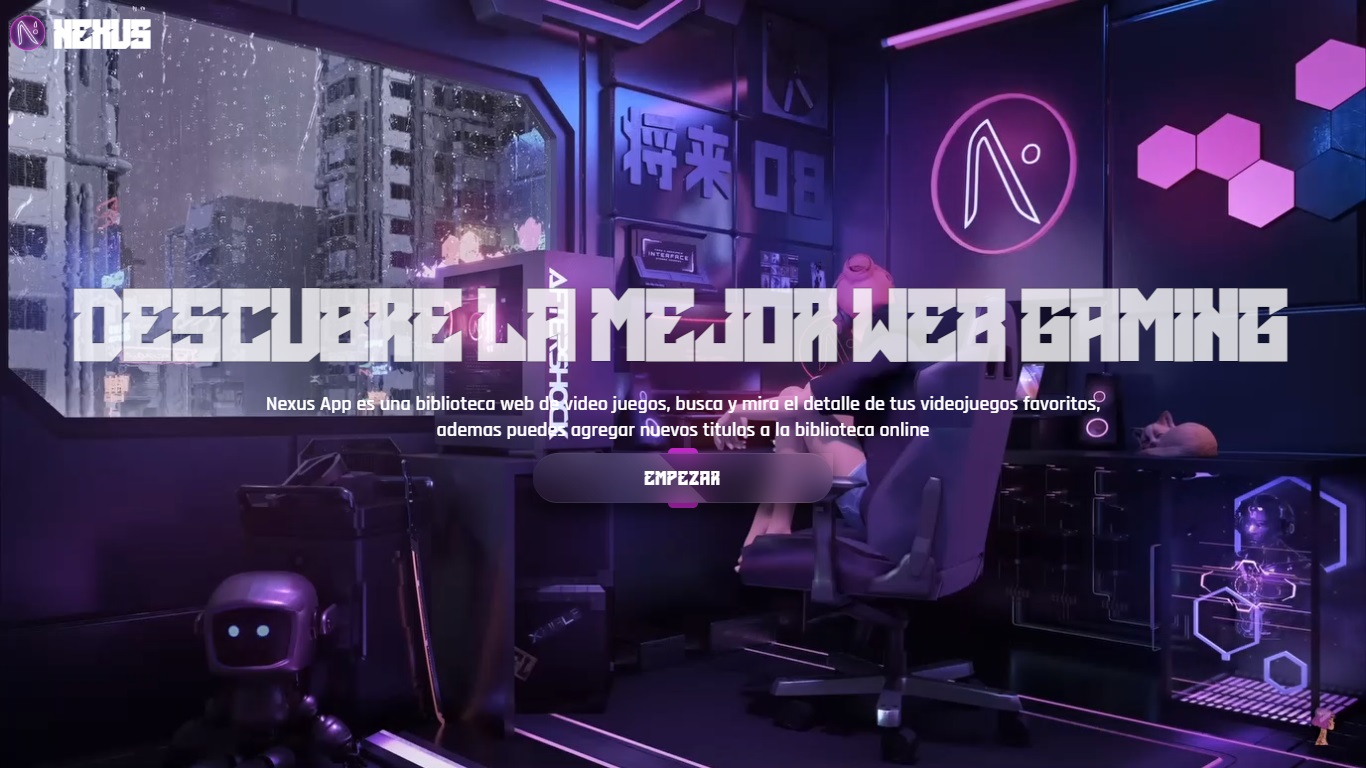 NEXUS
将来 08
INTERFACE
DESCUBRE LA MEJOR WEB GAMING
Nexus App es una biblioteca web de video juegos, busca y mira el detalle de tus videojuegos favoritos,
ademas puedes agregar nuevos titulos a la biblioteca online
EMPEZAR